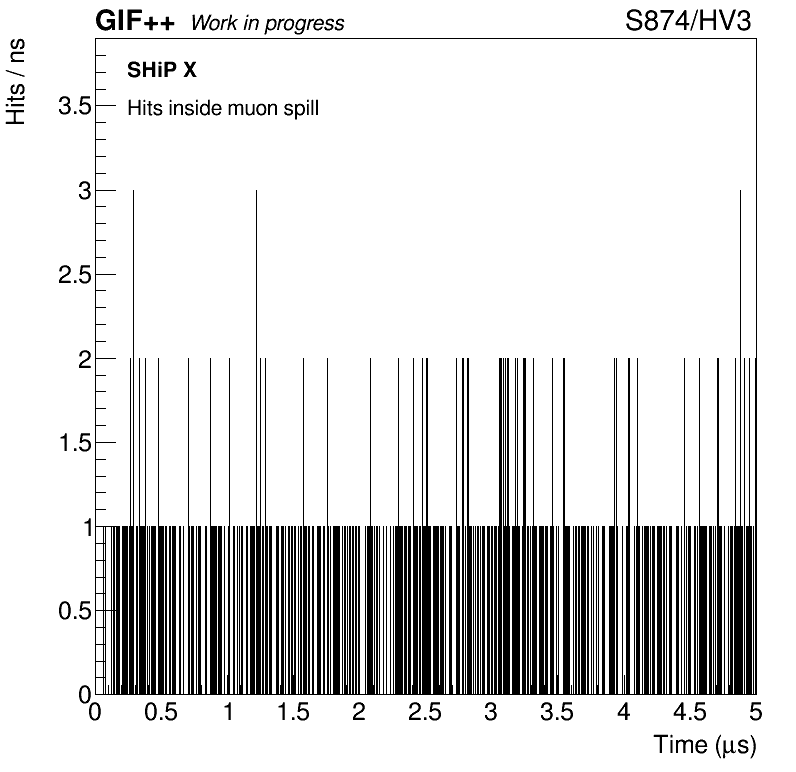 GIF++ Work in progress S874/HV3
Hits / ns
SHiP X
Hits inside muon spill
3.5
3
2.5
2
1.5
1
0.5
0
0 0.5 1 1.5 2 2.5 3 3.5 4 4.5 5
Time (μs)